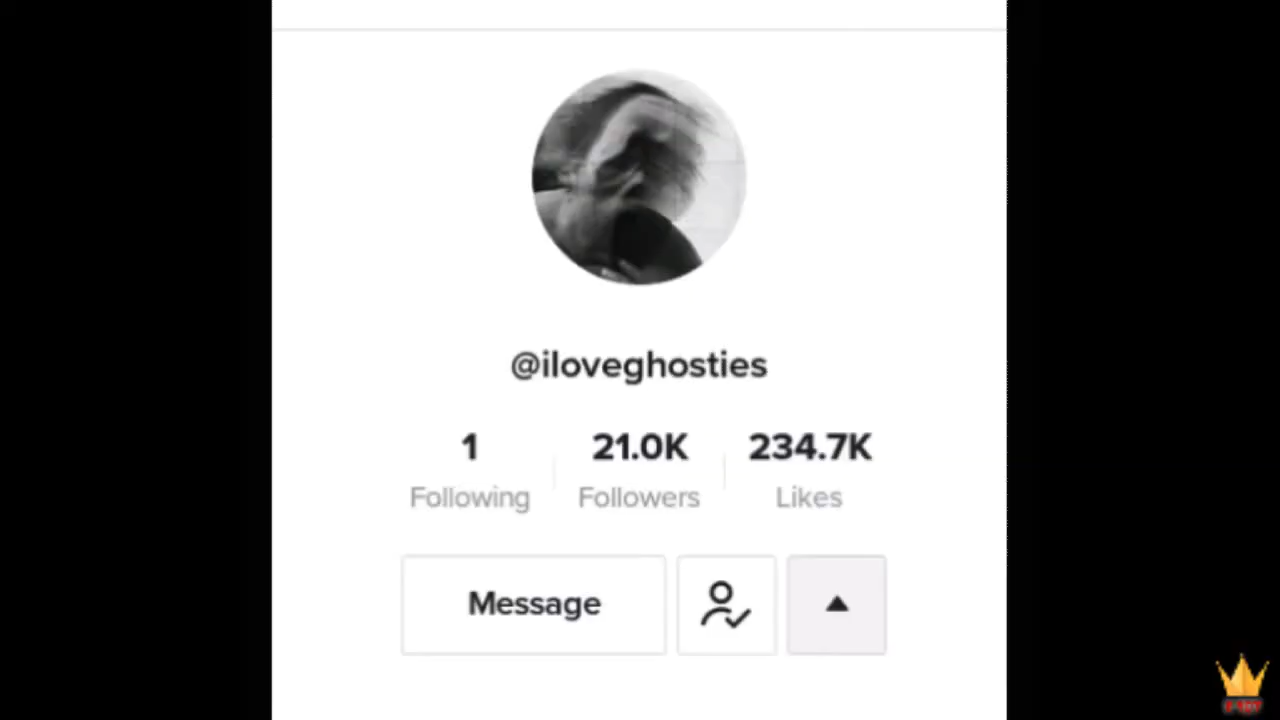 @iloveghosties
1 21.0K 234.7K
Following Followers Likes
Message